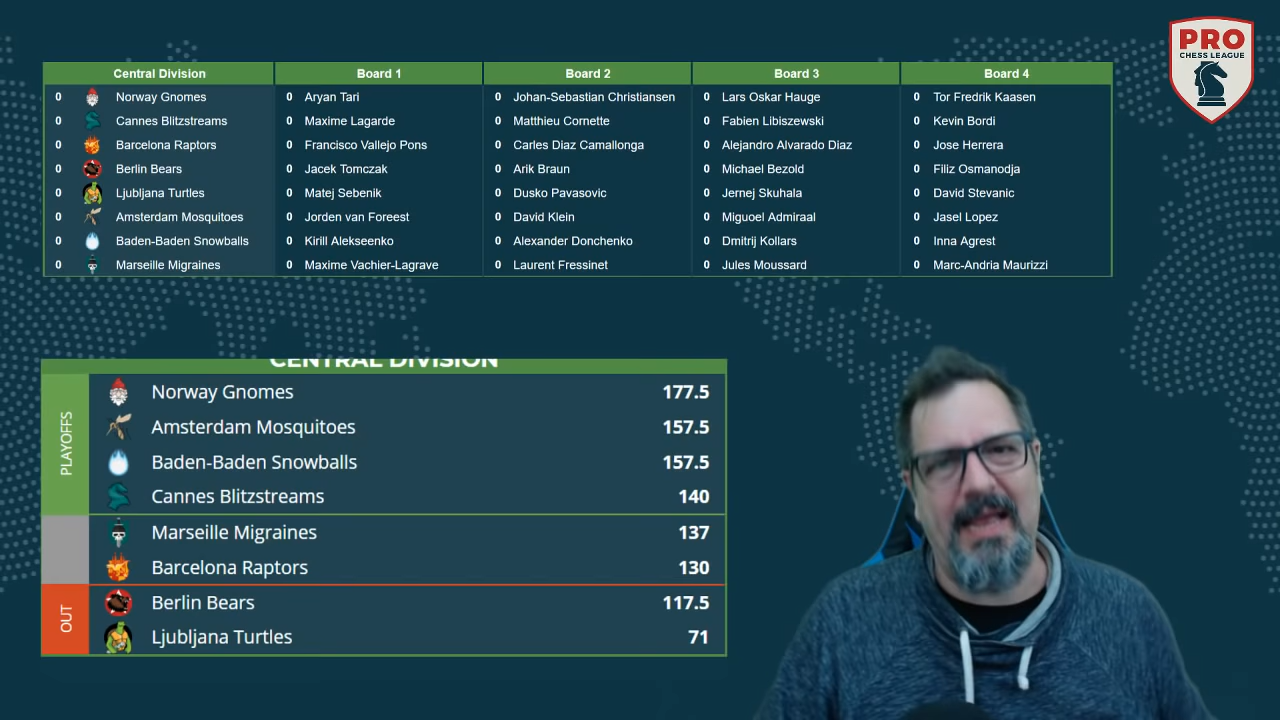 PRO
CHESS LEAGUE
Central Division Board 1 Board 2 Board 3 Board 4
0 Norway Gnomes 0 Aryan Tari 0 Johan-Sebastian Christiansen 0 Lars Oskar Hauge 0 Tor Fredrik Kaasen
0 Cannes Blitzstreams 0 Maxime Lagarde 0 Matthieu Cornette 0 Fabien Libiszewski 0 Kevin Bordi
0 Barcelona Raptors 0 Francisco Vallejo Pons 0 Carles Diaz Camallonga 0 Alejandro Alvarado Diaz 0 Jose Herrera
0 Berlin Bears 0 Jacek Tomczak 0 Arik Braun 0 Michael Bezold 0 Filiz Osmanodja
0 Ljubljana Turtles 0 Matej Sebenik 0 Dusko Pavasovic 0 Jernej Skuhala 0 David Stevanic
0 Amsterdam Mosquitoes 0 Jorden van Foreest 0 David Klein 0 Miguoel Admiraal 0 Jasel Lopez
0 Baden-Baden Snowballs 0 Kirill Alekseenko 0 Alexander Donchenko 0 Dmitrij Kollars 0 Inna Agrest
0 Marseille Migraines 0 Maxime Vachier-Lagrave 0 Laurent Fressinet 0 Jules Moussard 0 Marc-Andria Maurizzi
CENTRAL DIVISION
PLAYOFFS
Norway Gnomes 177.5
Amsterdam Mosquitoes 157.5
Baden-Baden Snowballs 157.5
Cannes Blitzstreams 140
Marseille Migraines 137
Barcelona Raptors 130
OUT
Berlin Bears 117.5
Ljubljana Turtles 71